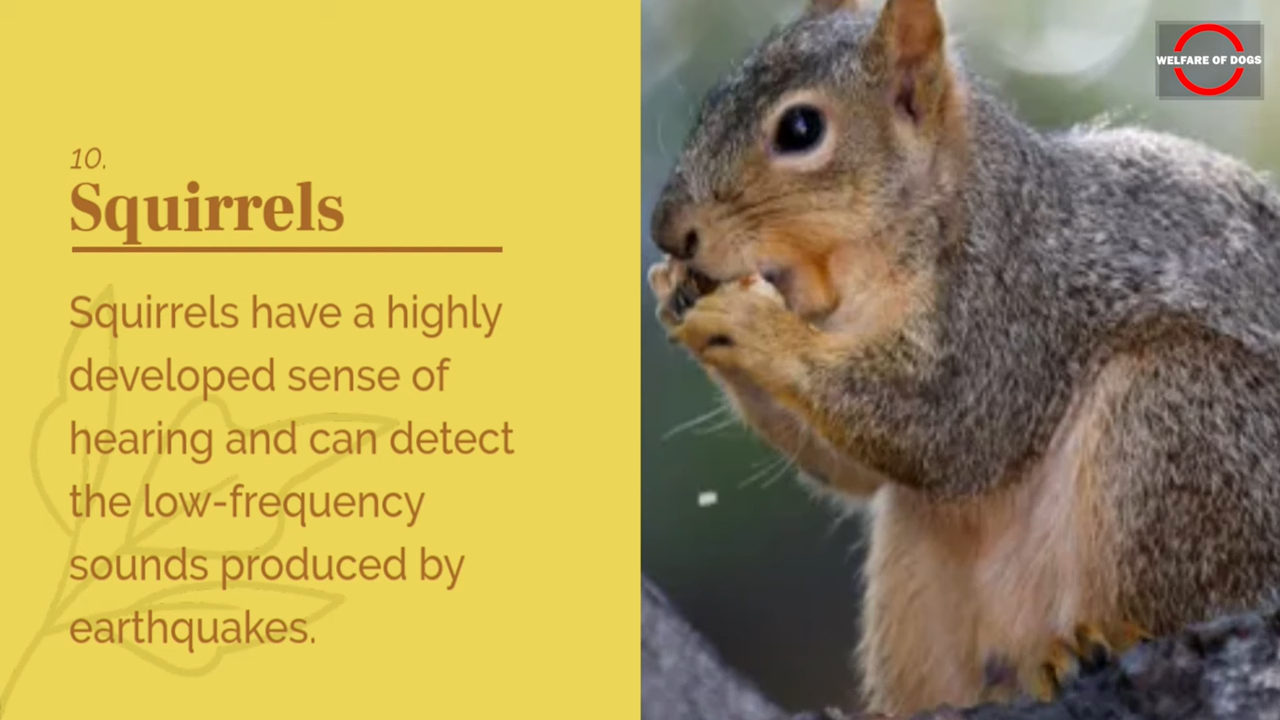 WELFARE OF DOGS
10.
Squirrels
Squirrels have a highly
developed sense of
hearing and can detect
the low-frequency
sounds produced by
earthquakes.